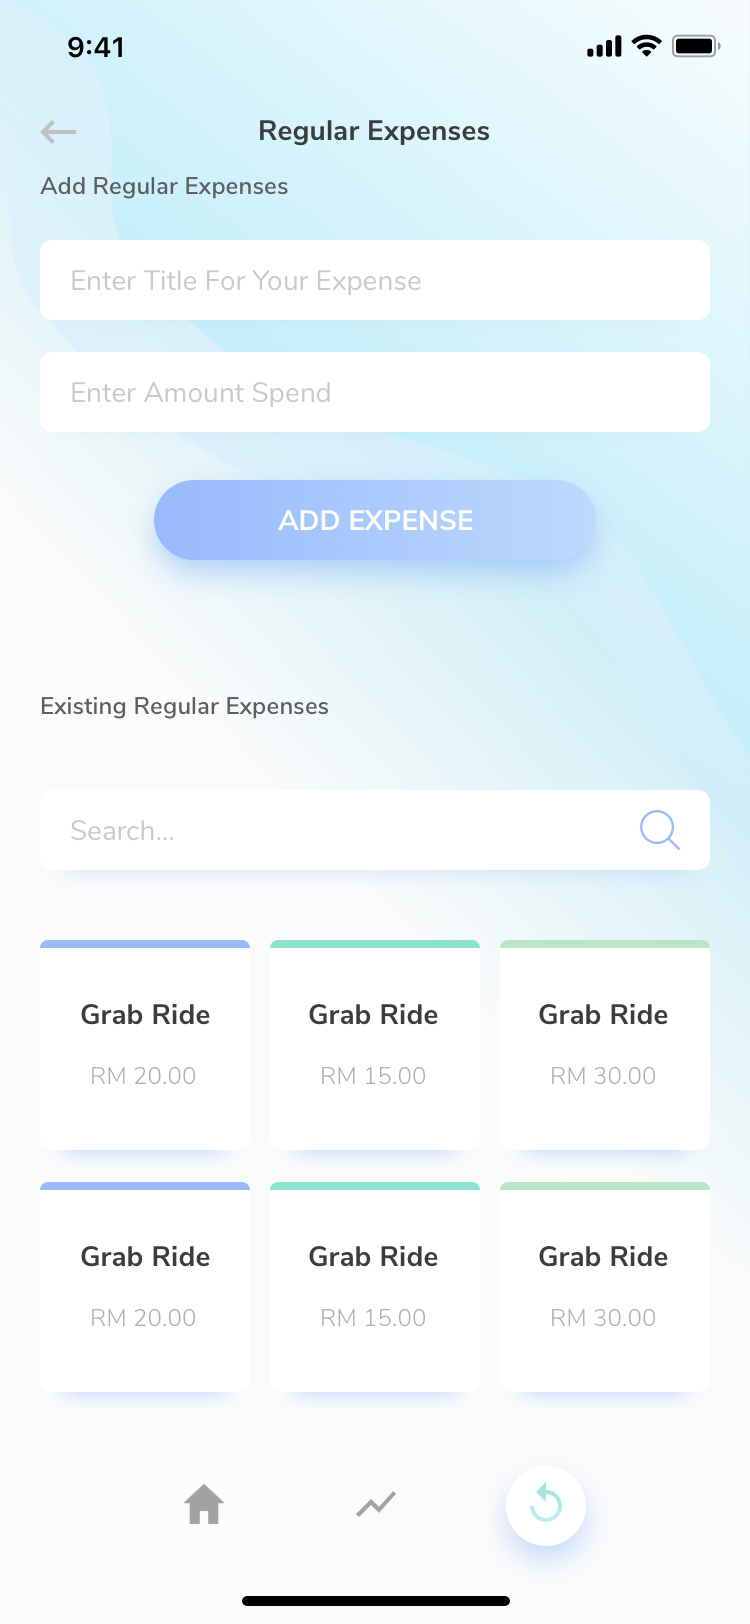 9:41
Regular Expenses
Add Regular Expenses
Enter Title For Your Expense
Enter Amount Spend
ADD EXPENSE
Existing Regular Expenses
Search...
Grab Ride
RM 20.00
Grab Ride
RM 15.00
Grab Ride
RM 30.00
Grab Ride
RM 20.00
Grab Ride
RM 15.00
Grab Ride
RM 30.00